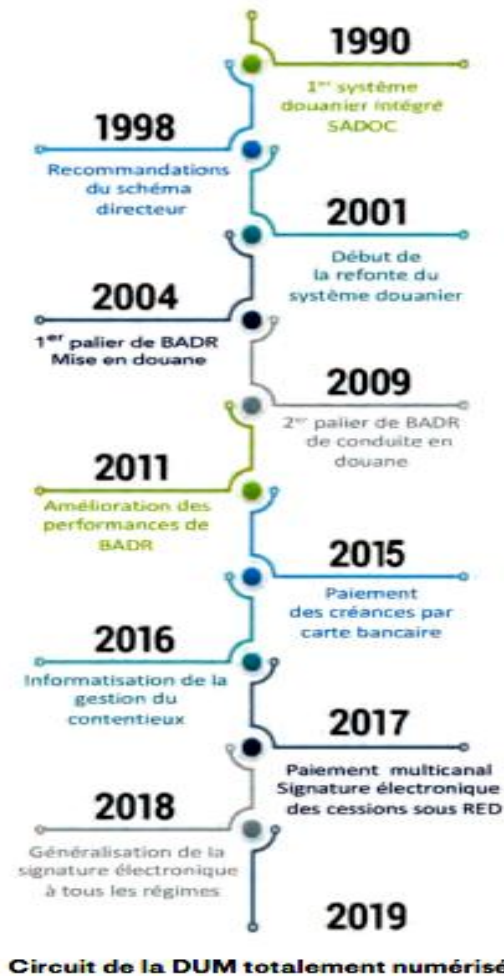 1990
1er système
douanier intégré
SADOC
1998
Recommandations
du schéma
directeur
2001
Début de
la refonte du
système douanier
2004
1er palier de BADR
Mise en douane
2009
2er palier de BADR
de conduite en
douane
2011
Amélioration des
performances de
BADR
2015
Paiement
des créances par
carte bancaire
2016
Informatisation de la
gestion du
contentieux
2017
Paiement multicanal
Signature électronique
des cessions sous RED
2018
Généralisation de la
signature électronique
à tous les régimes
2019
Circuit de la DUM totalement numérisé